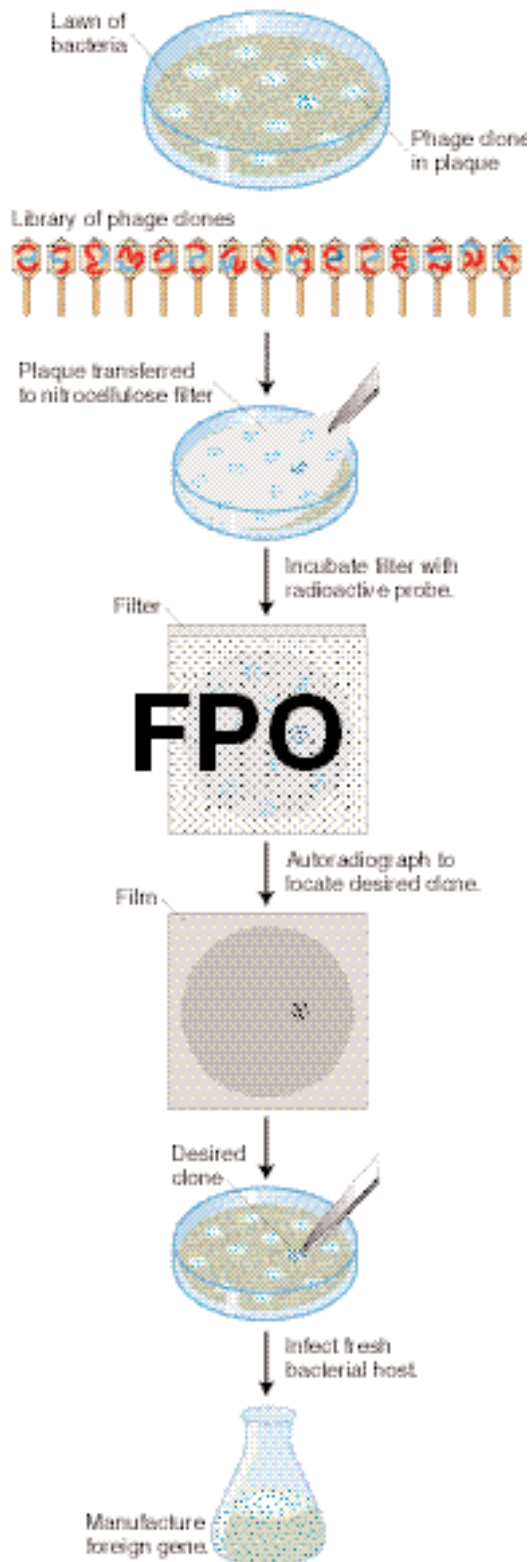 Lawn of
bacteria
Phage clone
in plaque
Library of phage clones
Plaque transferred
to nitrocellulose filter
Incubate filter with
radioactive probe.
Filter
FPO
Autoradiograph to
locate desired clone.
Film
Desired
clone
Infect fresh
bacterial host.
Manufacture
foreign gene.